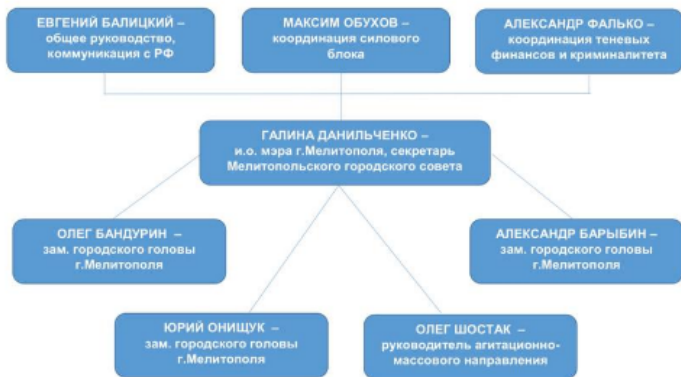 ЕВГЕНИЙ БАЛИЦКИЙ –
общее руководство,
коммуникация с РФ
МАКСИМ ОБУХОВ –
координация силового
блока
АЛЕКСАНДР ФАЛЬКО –
координация теневых
финансов и криминалитета
ГАЛИНА ДАНИЛЬЧЕНКО –
и.о. мэра г.Мелитополя, секретарь
Мелитопольского городского совета
ОЛЕГ БАНДУРИН –
зам. городского головы
г.Мелитополя
АЛЕКСАНДР БАРЫБИН –
зам. городского головы
г.Мелитополя
ЮРИЙ ОНИЩУК –
зам. городского головы
г.Мелитополя
ОЛЕГ ШОСТАК –
руководитель агитационно-
массового направления